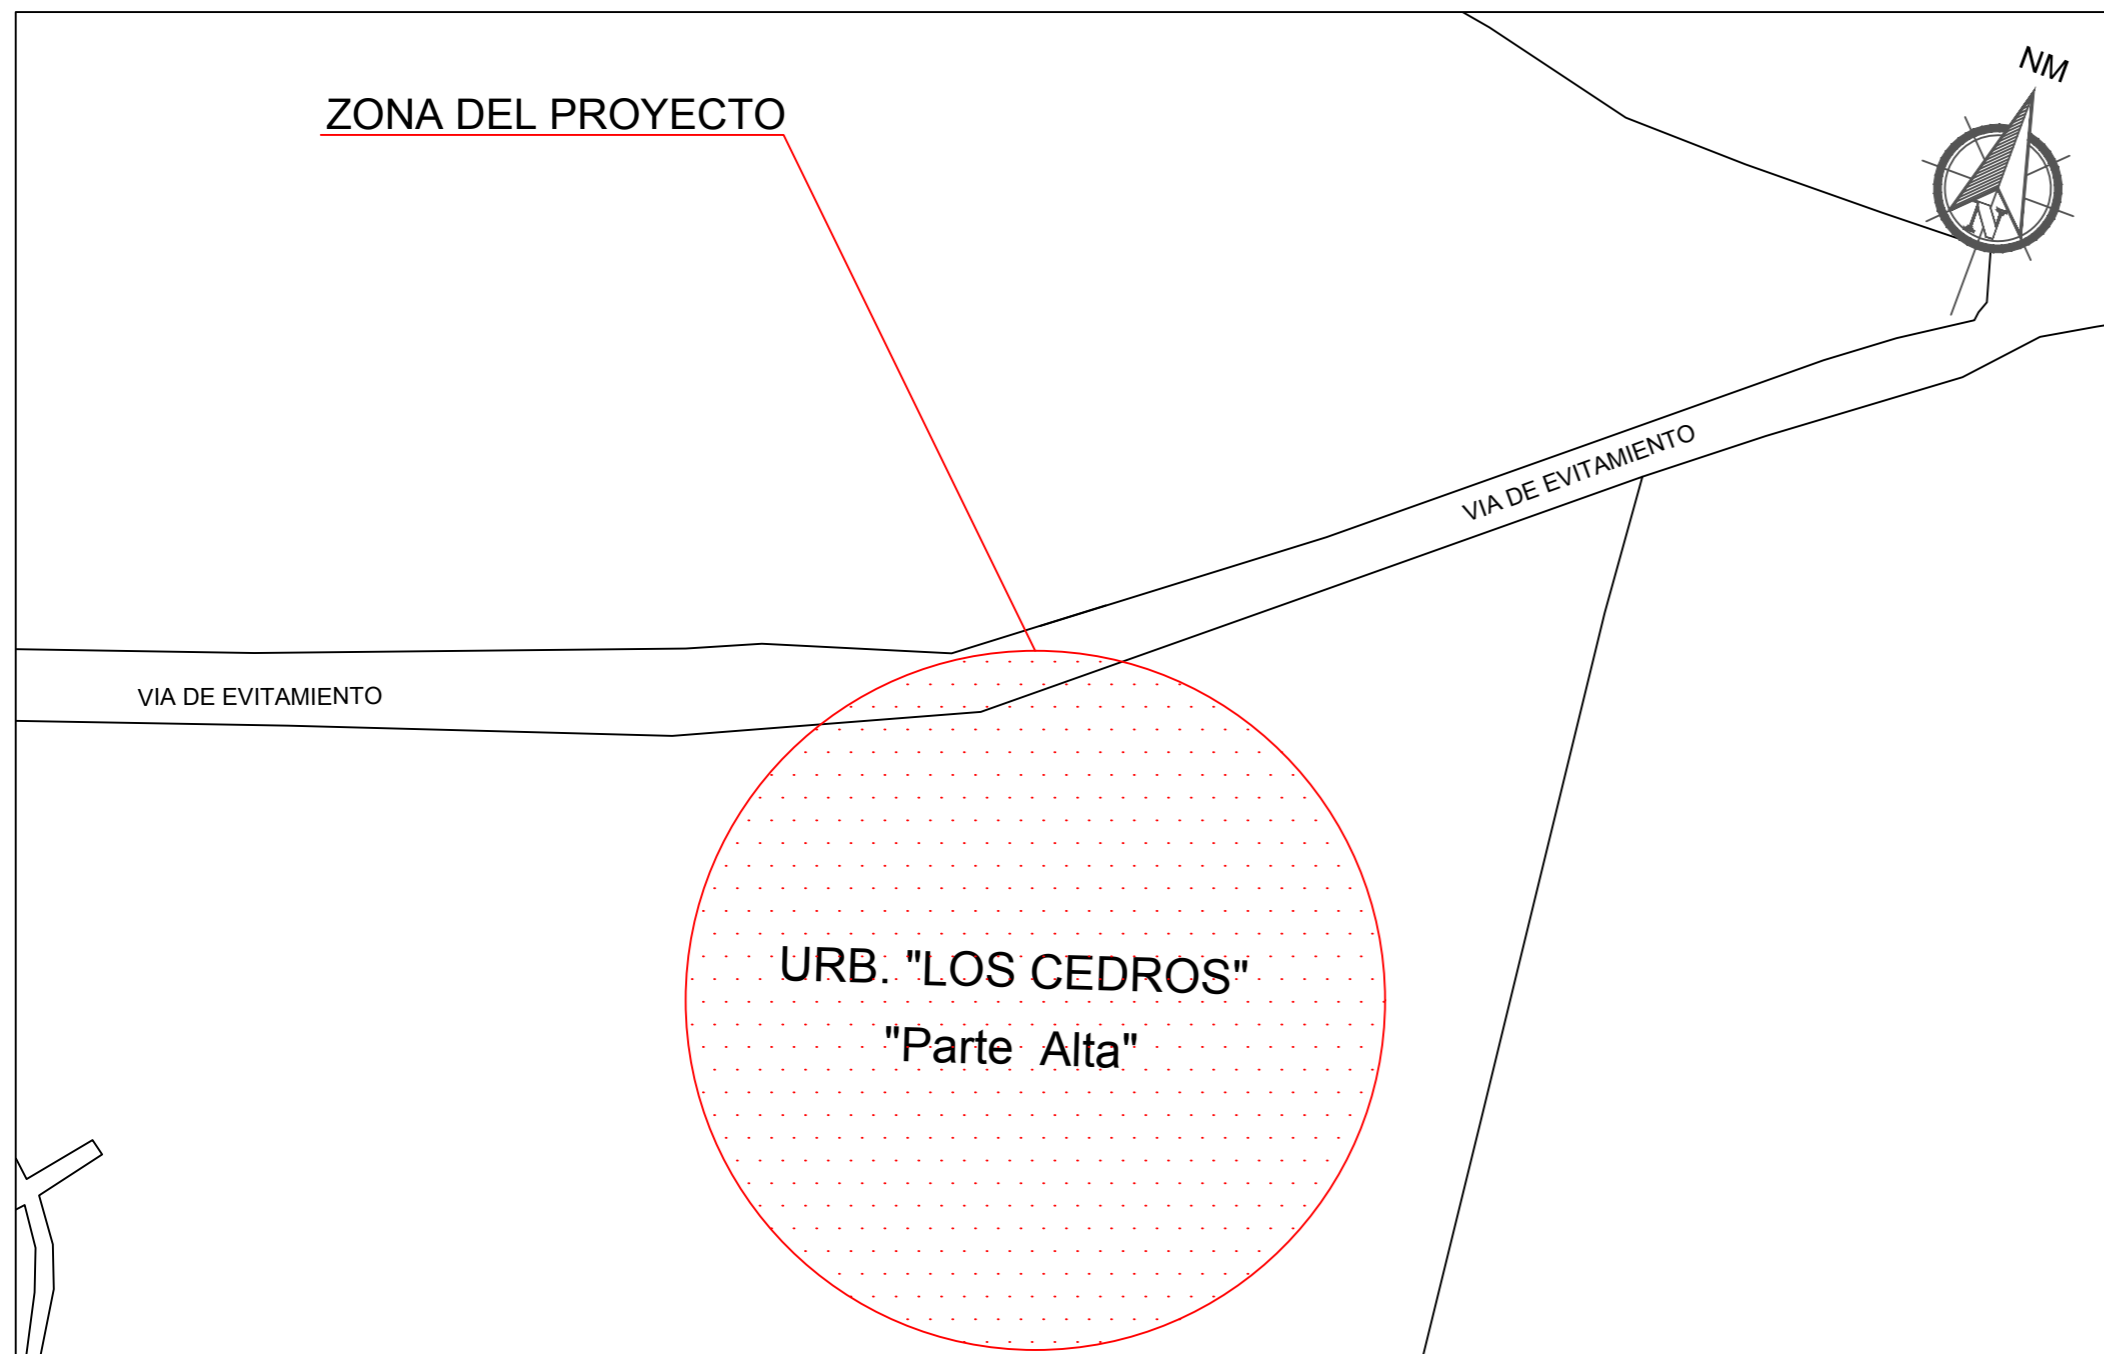 NM
ZONA DEL PROYECTO
VIA DE EVITAMIENTO
VIA DE EVITAMIENTO
URB. "LOS CEDROS"
"Parte Alta"
N